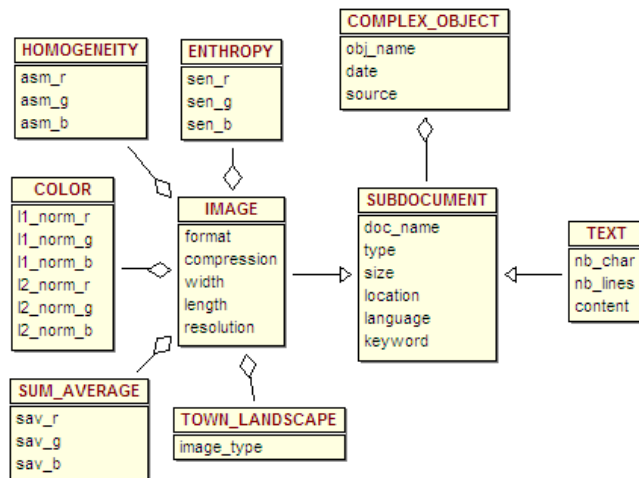 COMPLEX_OBJECT
obj_name
date
source
HOMOGENEITY
asm_r
asm_g
asm_b
ENTHROPY
sen_r
sen_g
sen_b
COLOR
l1_norm_r
l1_norm_g
l1_norm_b
l2_norm_r
l2_norm_g
l2_norm_b
IMAGE
format
compression
width
length
resolution
SUBDOCUMENT
doc_name
type
size
location
language
keyword
TEXT
nb_char
nb_lines
content
SUM_AVERAGE
sav_r
sav_g
sav_b
TOWN_LANDSCAPE
image_type